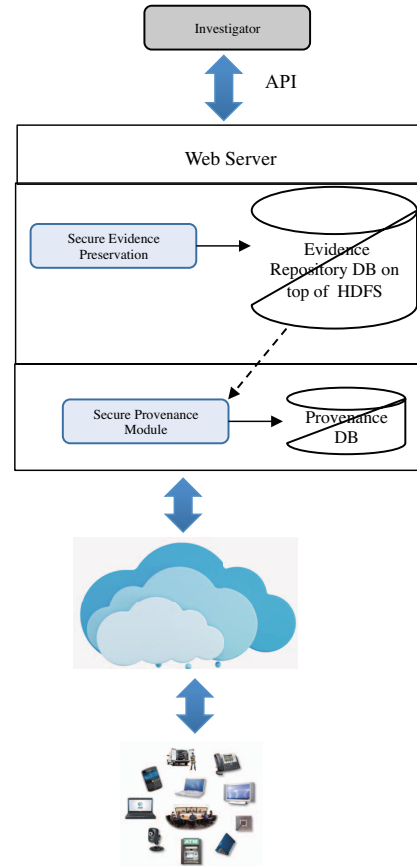 Investigator
API
Web Server
Secure Evidence
Preservation
Evidence
Repository DB on
top of HDFS
Secure Provenance
Module
Provenance
DB
ATM